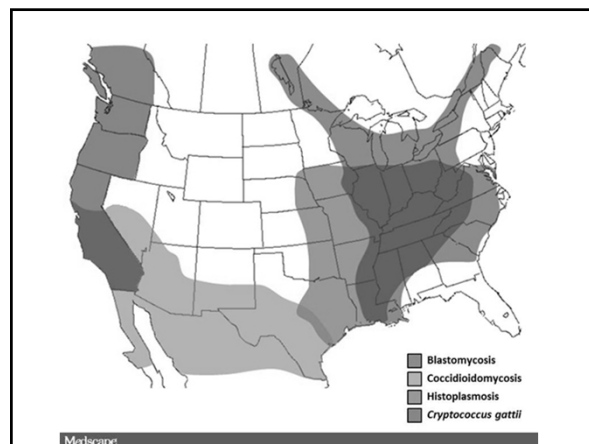 Blastomycosis
Coccidioidomycosis
Histoplasmosis
Cryptococcus gattii
Medscape